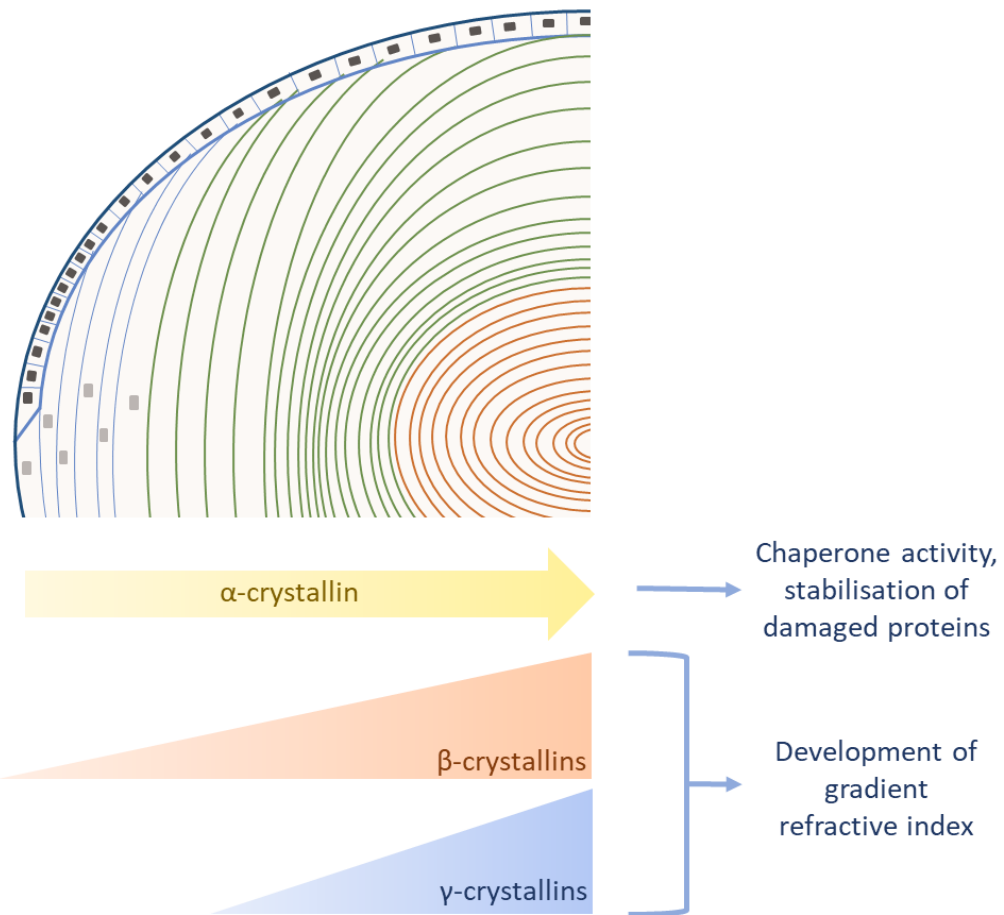 α-crystallin
Chaperone activity,
stabilisation of
damaged proteins
β-crystallins
Development of
gradient
refractive index
γ-crystallins